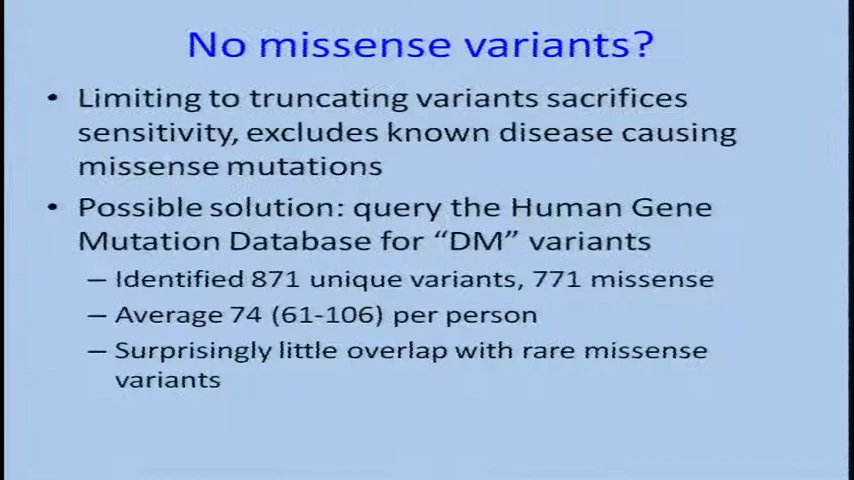 No missense variants?
• Limiting to truncating variants sacrifices
sensitivity, excludes known disease causing
missense mutations
• Possible solution: query the Human Gene
Mutation Database for “DM” variants
– Identified 871 unique variants, 771 missense
– Average 74 (61-106) per person
– Surprisingly little overlap with rare missense
variants